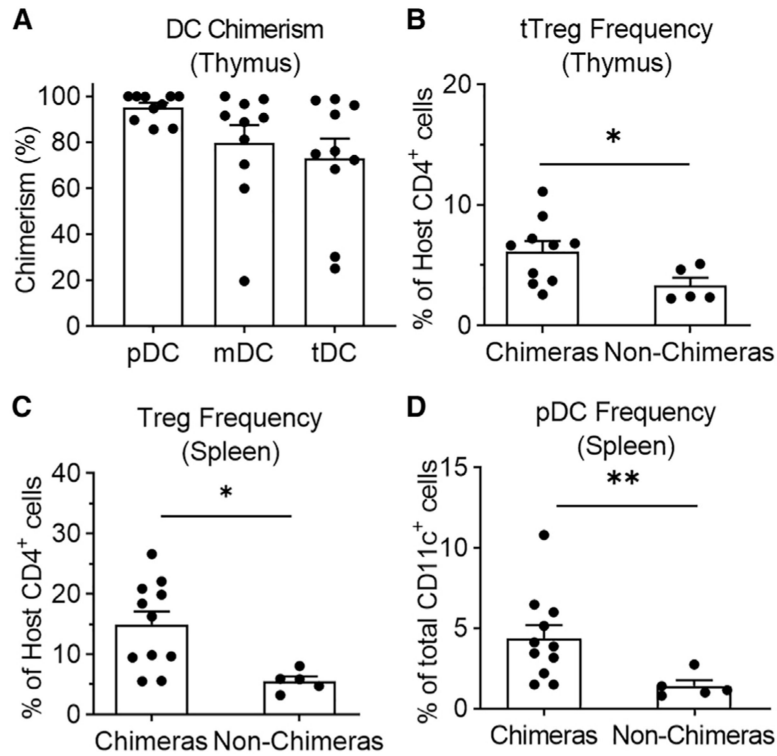 A
DC Chimerism
(Thymus)
Chimerism (%)
100
80
60
40
20
0
pDC mDC tDC
B
tTreg Frequency
(Thymus)
% of Host CD4⁺ cells
20
10
0
*
Chimeras Non-Chimeras
C
Treg Frequency
(Spleen)
% of Host CD4⁺ cells
40
30
20
10
0
*
Chimeras Non-Chimeras
D
pDC Frequency
(Spleen)
% of total CD11c⁺ cells
15
10
5
0
**
Chimeras Non-Chimeras